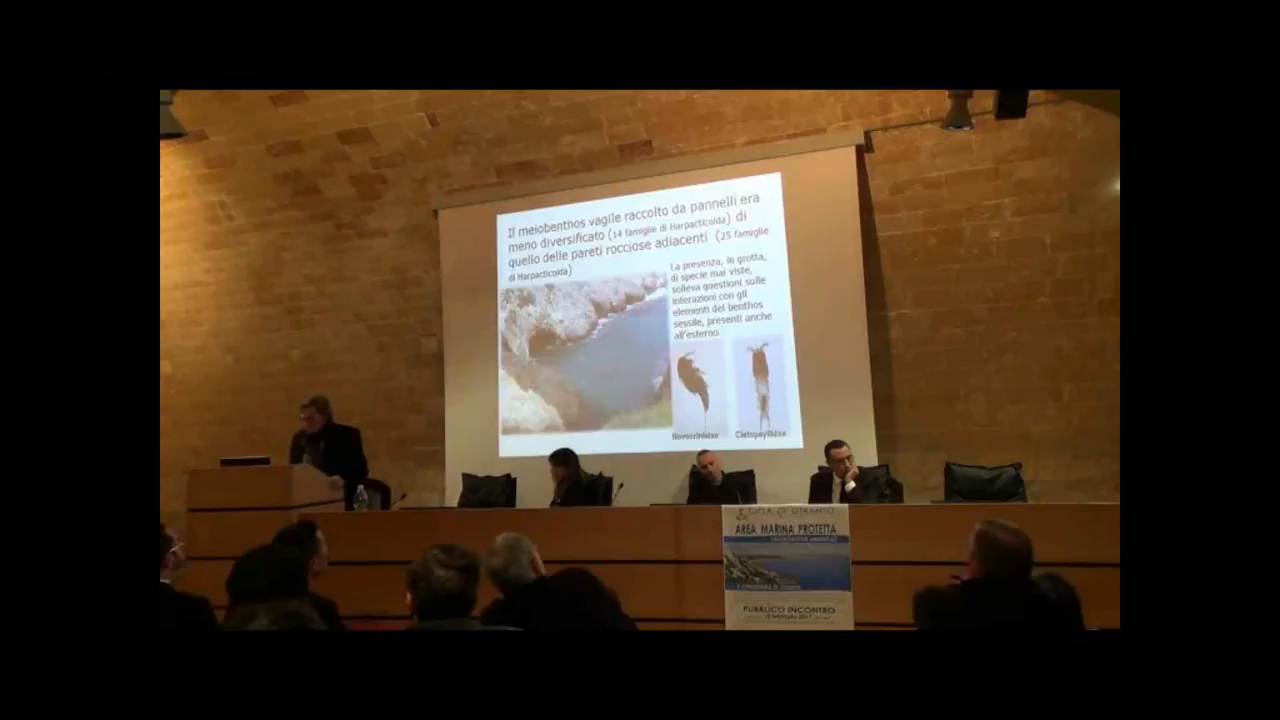 Il meiobenthos vagile raccolto da pannelli era
meno diversificato (14 famiglie di Harpacticoida) di
quello delle pareti rocciose adiacenti (25 famiglie
di Harpacticoida)
La presenza, in grotta,
di specie mai viste,
solleva questioni sulle
interazioni con gli
elementi del benthos
sessile, presenti anche
all'esterno.
CITTÀ DI OTRANTO
AREA MARINA PROTETTA
PUBBLICO INCONTRO